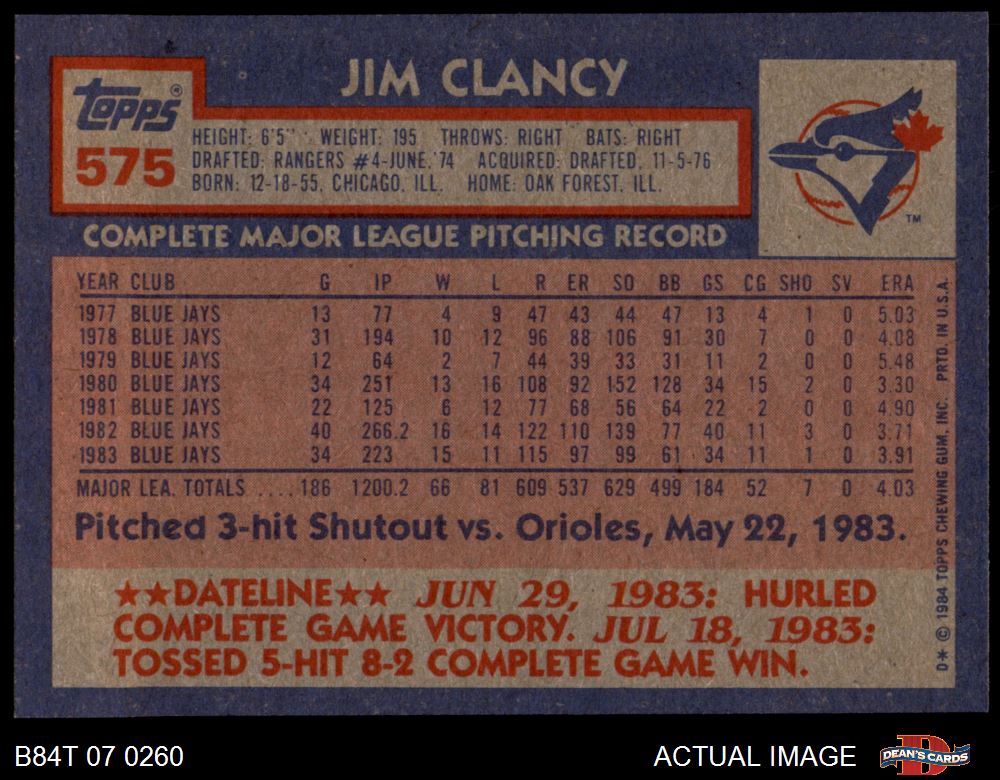 JIM CLANCY
Topps®
575
HEIGHT: 6'5" WEIGHT: 195 THROWS: RIGHT BATS: RIGHT
DRAFTED: RANGERS #4-JUNE, '74 ACQUIRED: DRAFTED, 11-5-76
BORN: 12-18-55, CHICAGO, ILL. HOME: OAK FOREST, ILL.
TM
COMPLETE MAJOR LEAGUE PITCHING RECORD
YEAR CLUB G IP W L R ER SO BB GS CG SHO SV ERA
1977 BLUE JAYS 13 77 4 9 47 43 44 47 13 4 1 0 5.03
1978 BLUE JAYS 31 194 10 12 96 88 106 91 30 7 0 0 4.08
1979 BLUE JAYS 12 64 2 7 44 39 33 31 11 2 0 0 5.48
1980 BLUE JAYS 34 251 13 16 108 92 152 128 34 15 2 0 3.30
1981 BLUE JAYS 22 125 6 12 77 68 56 64 22 2 0 0 4.90
1982 BLUE JAYS 40 266.2 16 14 122 110 139 77 40 11 3 0 3.71
1983 BLUE JAYS 34 223 15 11 115 97 99 61 34 11 1 0 3.91
MAJOR LEA. TOTALS .... 186 1200.2 66 81 609 537 629 499 184 52 7 0 4.03
Pitched 3-hit Shutout vs. Orioles, May 22, 1983.
★★DATELINE★★ JUN 29, 1983: HURLED
COMPLETE GAME VICTORY. JUL 18, 1983:
TOSSED 5-HIT 8-2 COMPLETE GAME WIN.
D* © 1984 TOPPS CHEWING GUM, INC. PRTD. IN U.S.A.
B84T 07 0260
ACTUAL IMAGE
D
DEAN'S CARDS